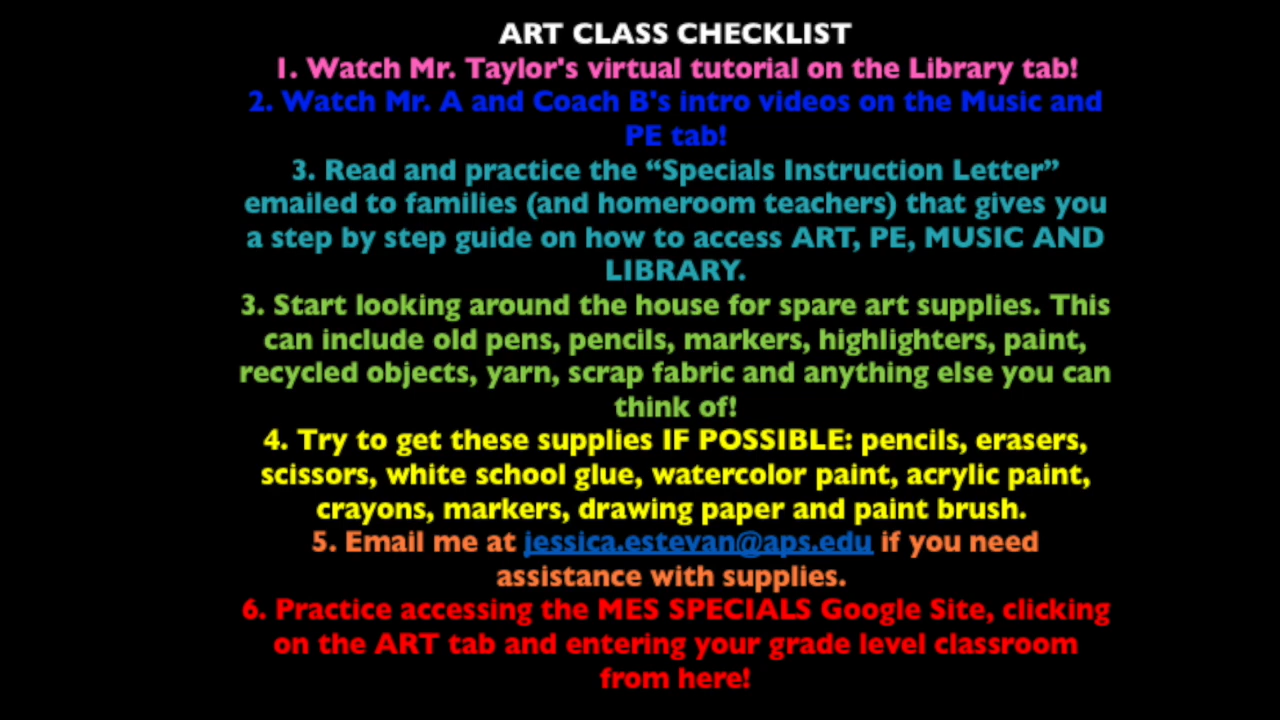 ART CLASS CHECKLIST
1. Watch Mr. Taylor's virtual tutorial on the Library tab!
2. Watch Mr. A and Coach B's intro videos on the Music and
PE tab!
3. Read and practice the “Specials Instruction Letter”
emailed to families (and homeroom teachers) that gives you
a step by step guide on how to access ART, PE, MUSIC AND
LIBRARY.
3. Start looking around the house for spare art supplies. This
can include old pens, pencils, markers, highlighters, paint,
recycled objects, yarn, scrap fabric and anything else you can
think of!
4. Try to get these supplies IF POSSIBLE: pencils, erasers,
scissors, white school glue, watercolor paint, acrylic paint,
crayons, markers, drawing paper and paint brush.
5. Email me at jessica.estevan@aps.edu if you need
assistance with supplies.
6. Practice accessing the MES SPECIALS Google Site, clicking
on the ART tab and entering your grade level classroom
from here!